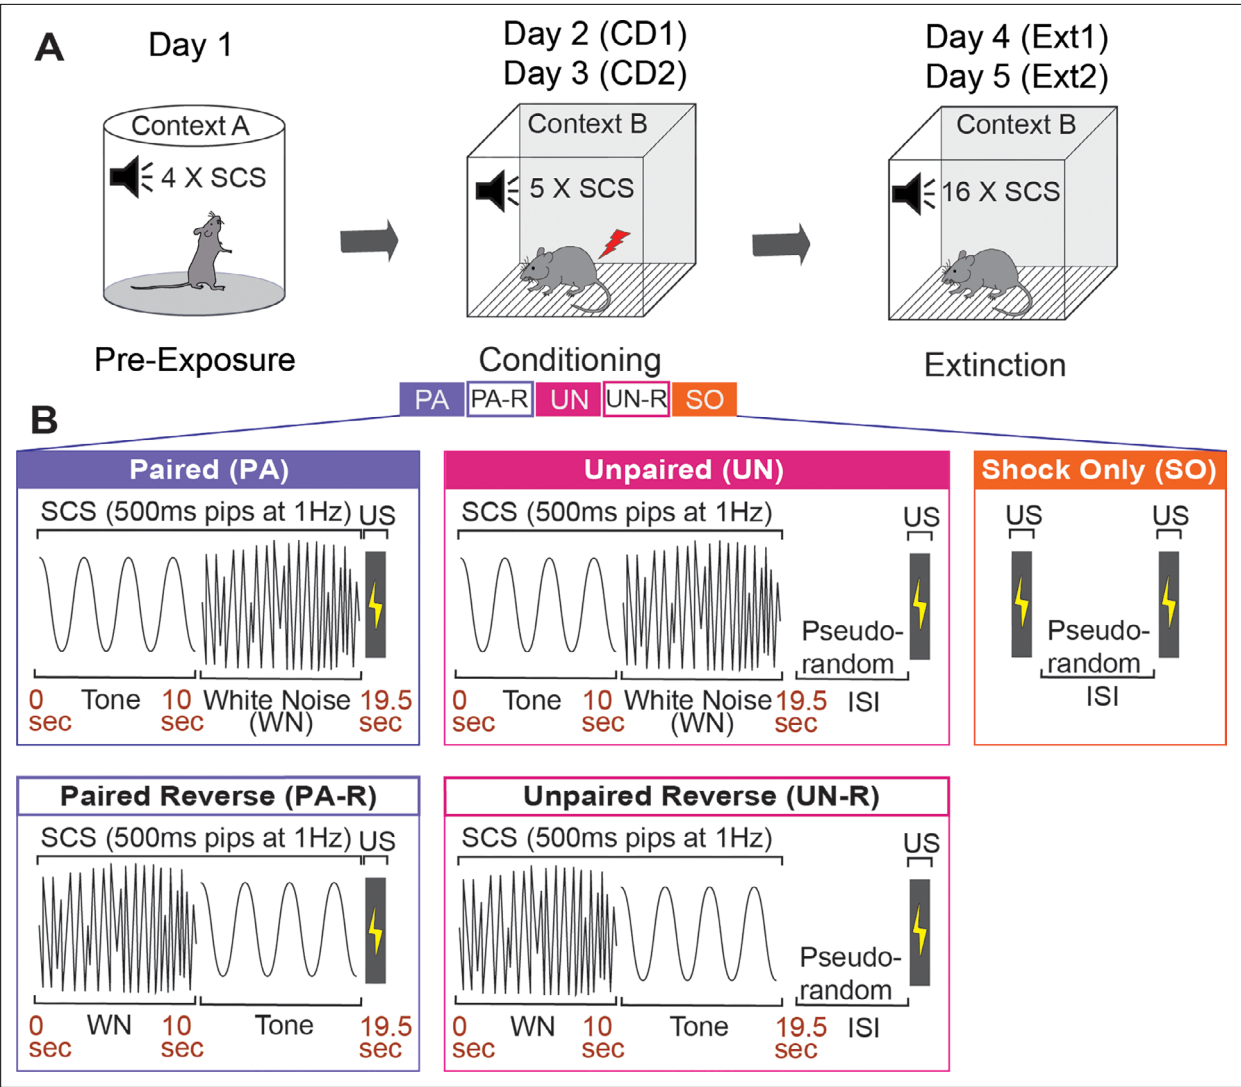 A
Day 1
Day 2 (CD1)
Day 3 (CD2)
Day 4 (Ext1)
Day 5 (Ext2)
Context A
4 X SCS
Context B
5 X SCS
Context B
16 X SCS
Pre-Exposure
Conditioning
Extinction
PA
PA-R
UN
UN-R
SO
B
Paired (PA)
SCS (500ms pips at 1Hz)
US
0
sec
Tone
10
sec
White Noise
(WN)
19.5
sec
Unpaired (UN)
SCS (500ms pips at 1Hz)
US
Pseudo-
random
ISI
0
sec
Tone
10
sec
White Noise
(WN)
19.5
sec
Shock Only (SO)
US
US
Pseudo-
random
ISI
Paired Reverse (PA-R)
SCS (500ms pips at 1Hz)
US
0
sec
WN
10
sec
Tone
19.5
sec
Unpaired Reverse (UN-R)
SCS (500ms pips at 1Hz)
US
Pseudo-
random
ISI
0
sec
WN
10
sec
Tone
19.5
sec